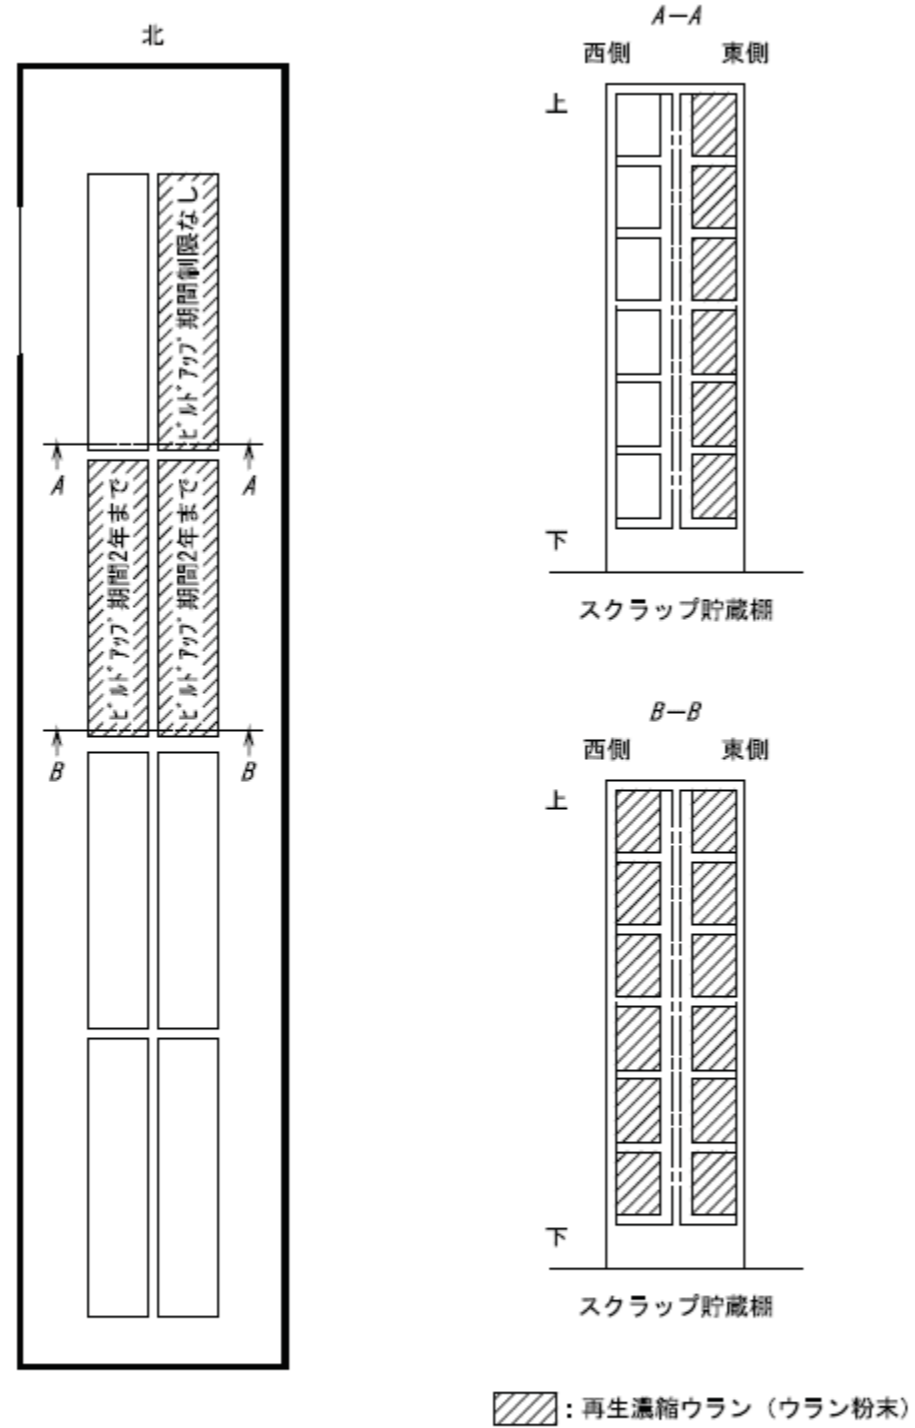 北
ビルドアップ期間制限なし
ビルドアップ期間2年まで
ビルドアップ期間2年まで
A
A
B
B
A－A
西側
東側
上
下
スクラップ貯蔵棚
B－B
西側
東側
上
下
スクラップ貯蔵棚
：再生濃縮ウラン（ウラン粉末）